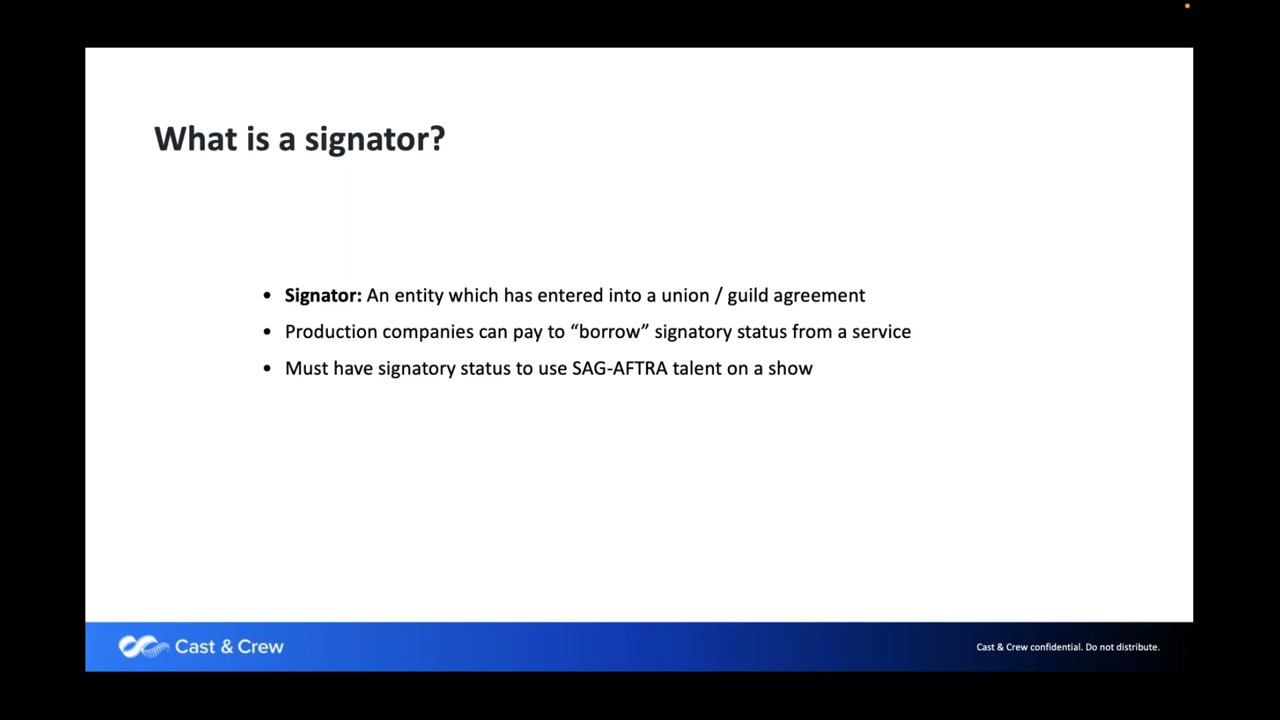 What is a signator?
• Signator: An entity which has entered into a union / guild agreement
• Production companies can pay to “borrow” signatory status from a service
• Must have signatory status to use SAG-AFTRA talent on a show
Cast & Crew
Cast & Crew confidential. Do not distribute.